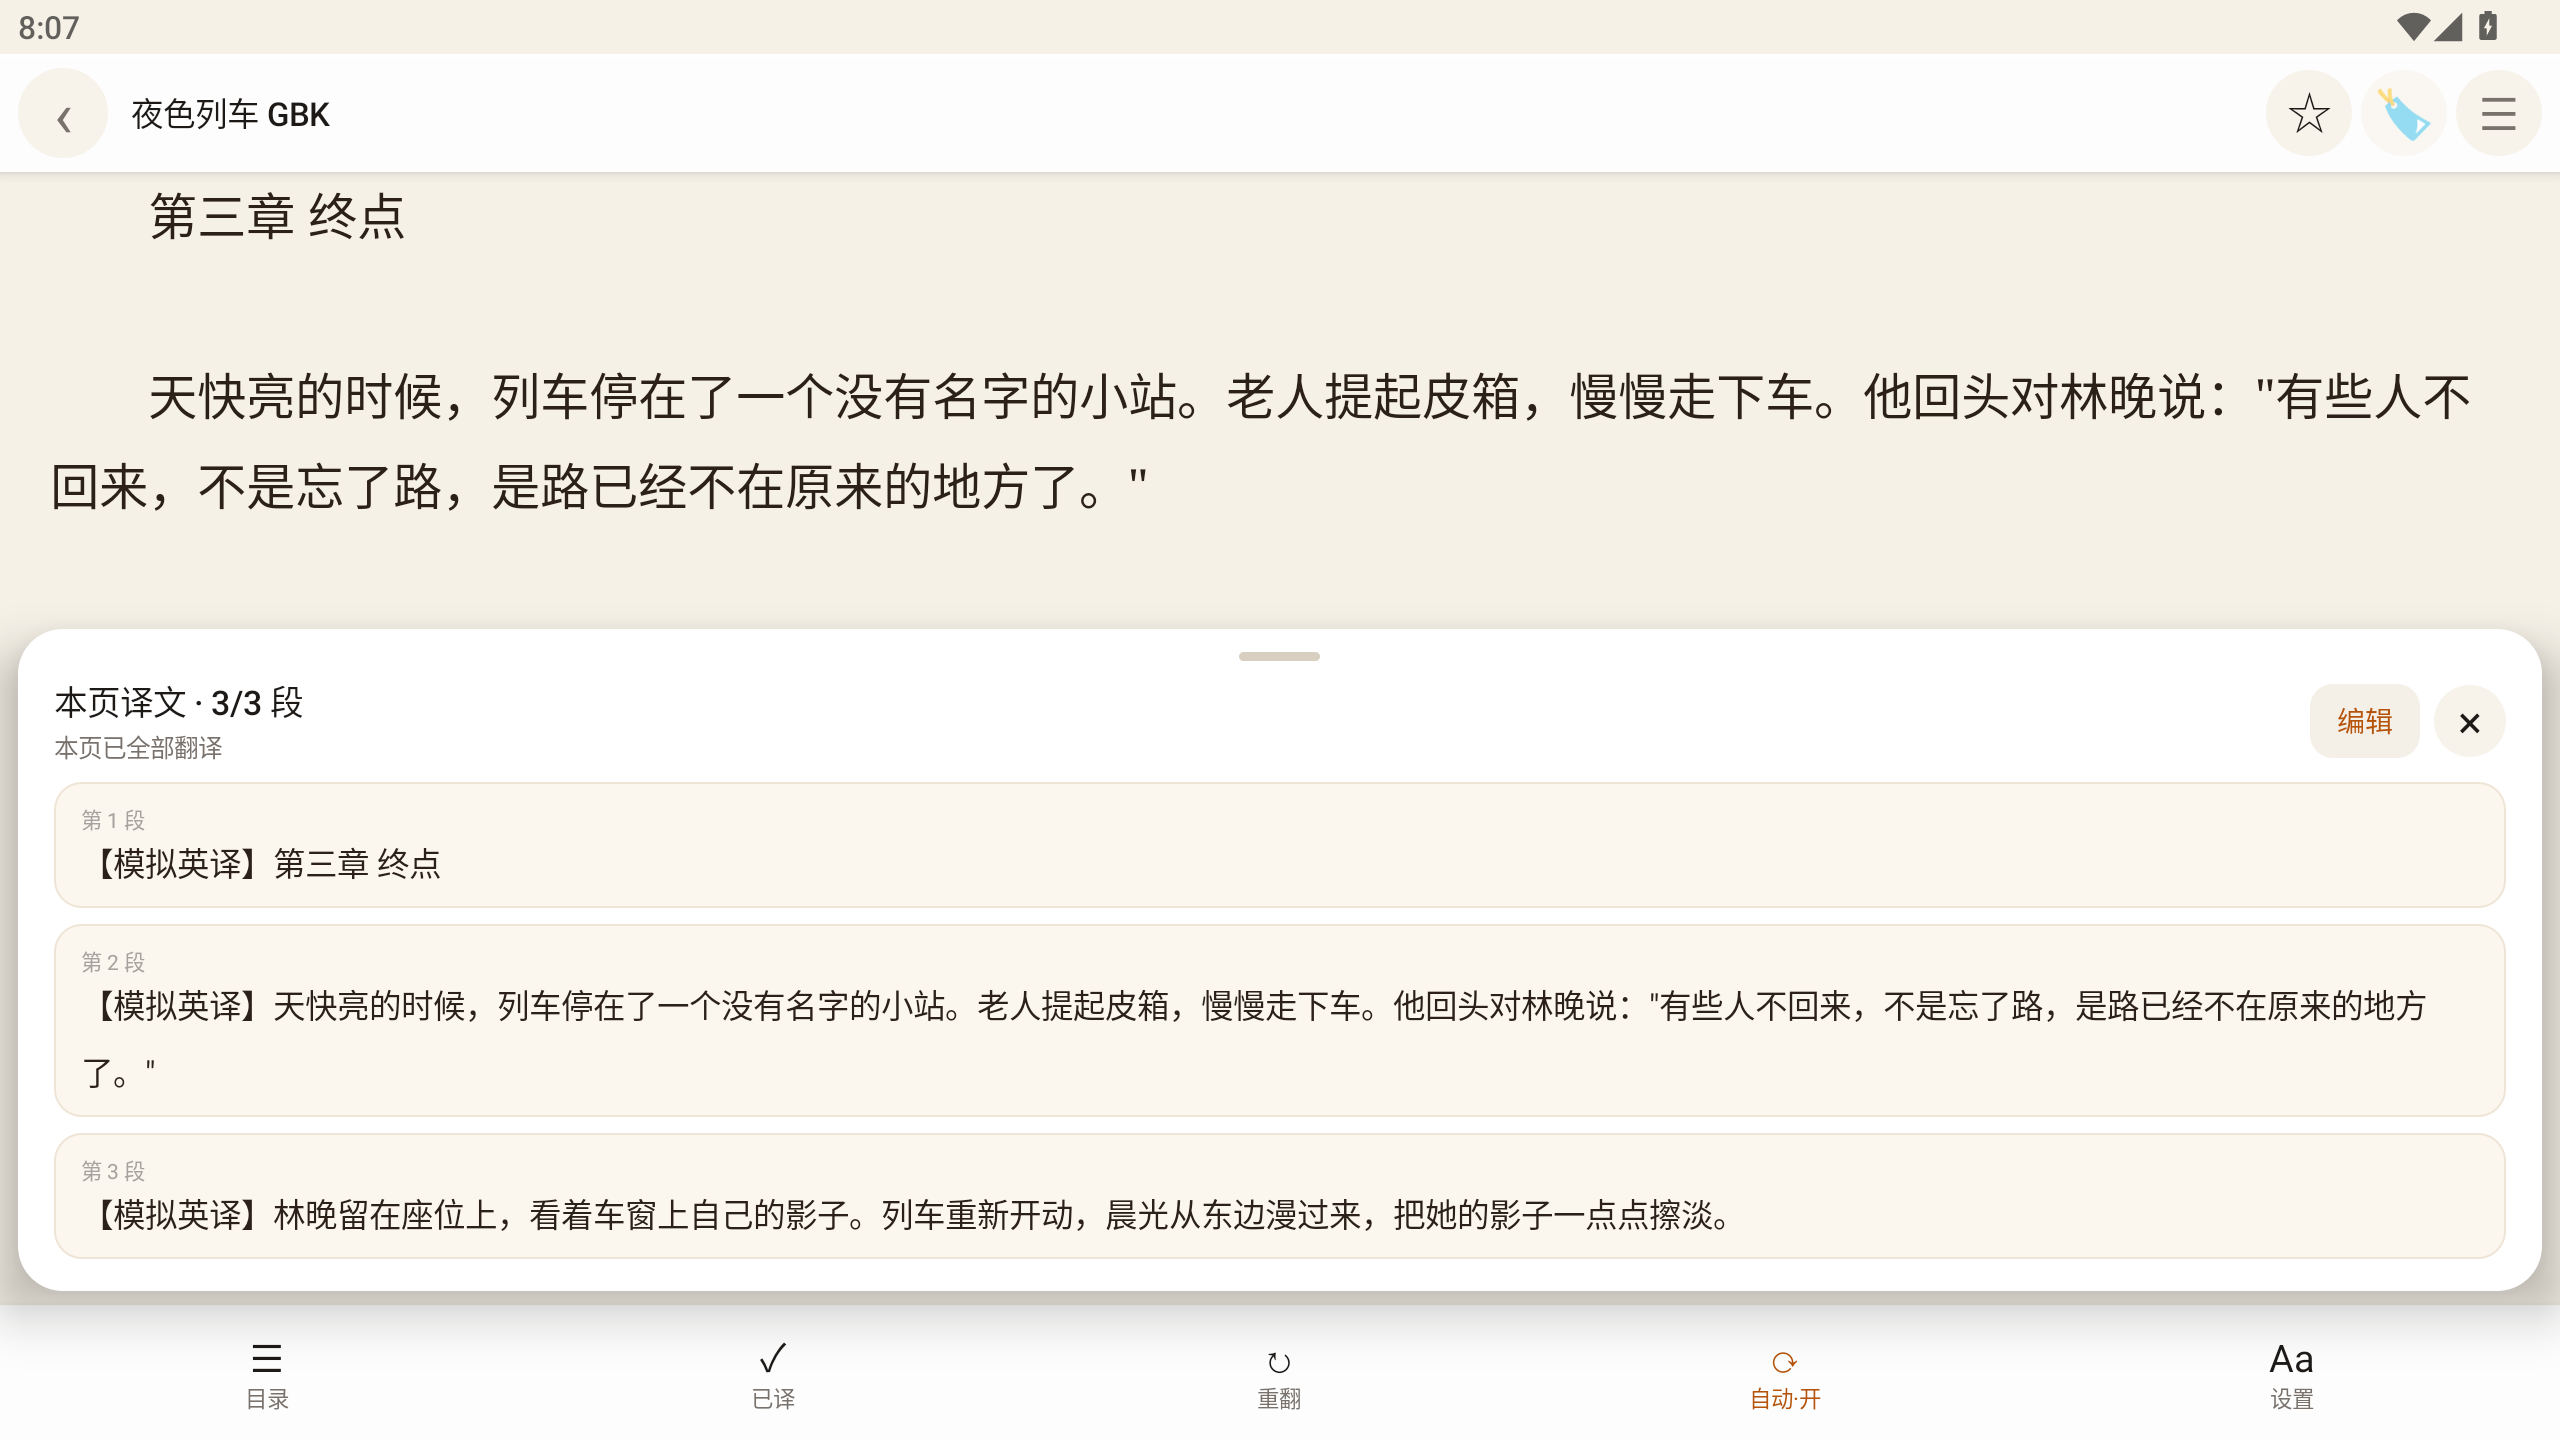 8:07
夜色列车 GBK
第三章 终点
天快亮的时候，列车停在了一个没有名字的小站。老人提起皮箱，慢慢走下车。他回头对林晚说："有些人不
回来，不是忘了路，是路已经不在原来的地方了。"
本页译文 · 3/3 段
本页已全部翻译
编辑
第 1 段
【模拟英译】第三章 终点
第 2 段
【模拟英译】天快亮的时候，列车停在了一个没有名字的小站。老人提起皮箱，慢慢走下车。他回头对林晚说："有些人不回来，不是忘了路，是路已经不在原来的地方
了。"
第 3 段
【模拟英译】林晚留在座位上，看着车窗上自己的影子。列车重新开动，晨光从东边漫过来，把她的影子一点点擦淡。
目录
已译
重翻
自动·开
Aa
设置